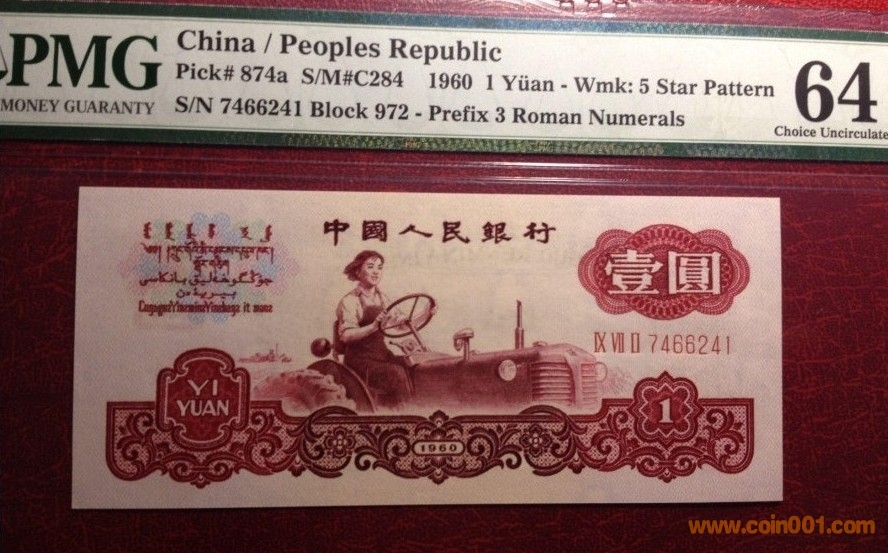 PMG
MONEY GUARANTY
China / Peoples Republic
Pick# 874a S/M#C284 1960 1 Yüan - Wmk: 5 Star Pattern
S/N 7466241 Block 972 - Prefix 3 Roman Numerals
64
Choice Uncirculate
中國人民銀行
壹圓
IX VII II 7466241
YI
YUAN
1960
1
www.coin001.com